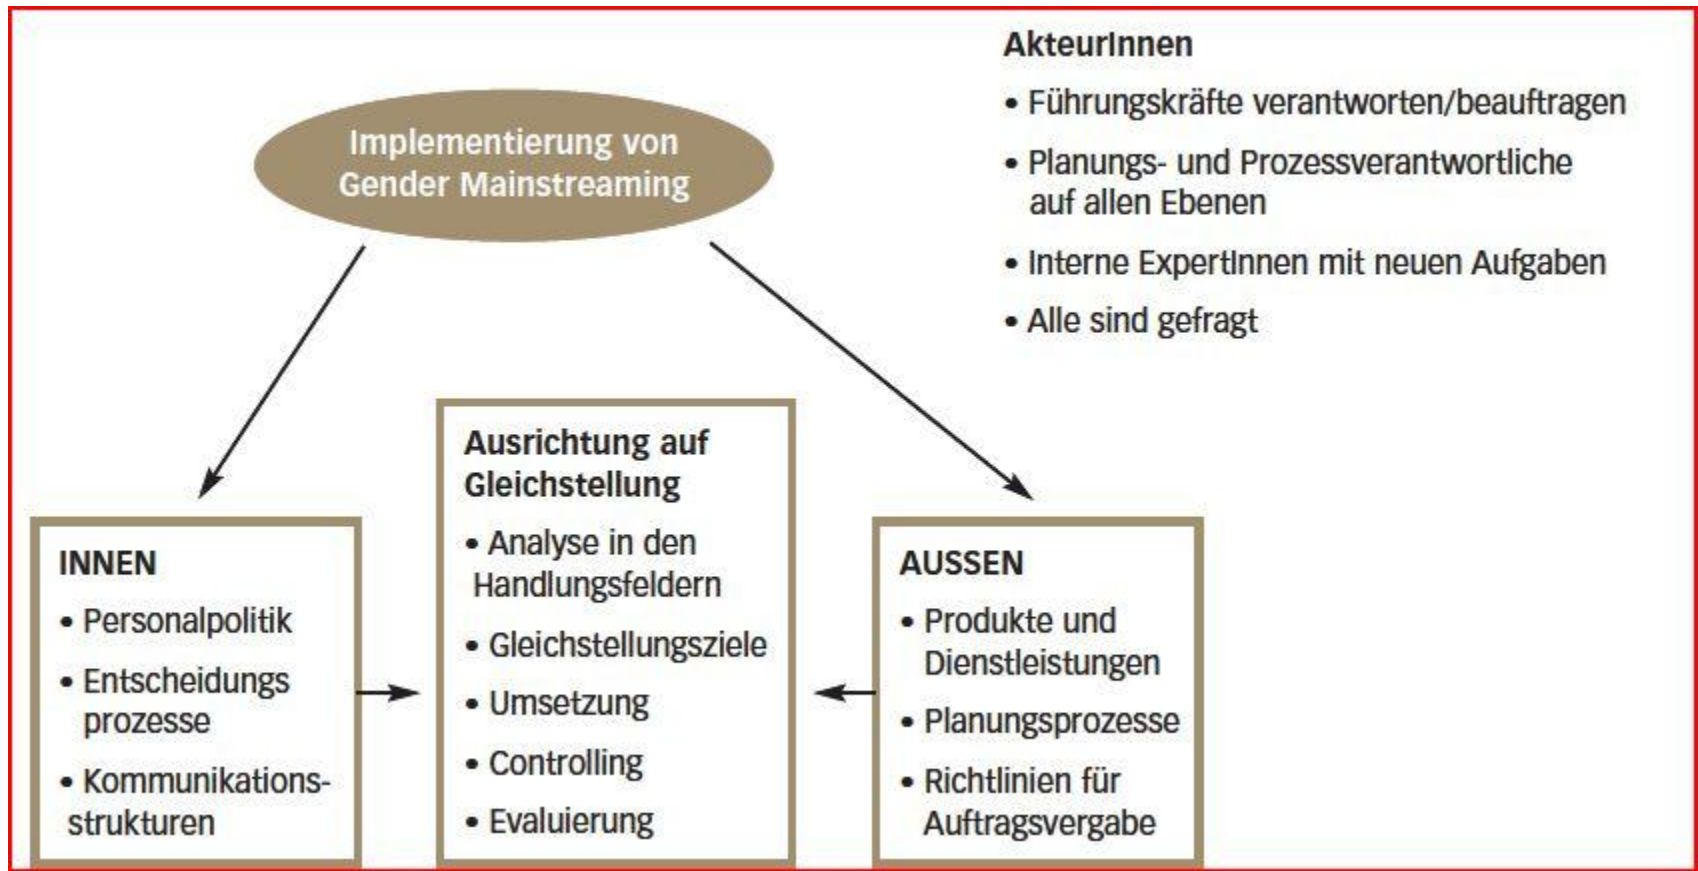 Implementierung von
Gender Mainstreaming
AkteurInnen
• Führungskräfte verantworten/beauftragen
• Planungs- und Prozessverantwortliche
auf allen Ebenen
• Interne ExpertInnen mit neuen Aufgaben
• Alle sind gefragt
INNEN
• Personalpolitik
• Entscheidungs
prozesse
• Kommunikations-
strukturen
Ausrichtung auf
Gleichstellung
• Analyse in den
Handlungsfeldern
• Gleichstellungsziele
• Umsetzung
• Controlling
• Evaluierung
AUSSEN
• Produkte und
Dienstleistungen
• Planungsprozesse
• Richtlinien für
Auftragsvergabe